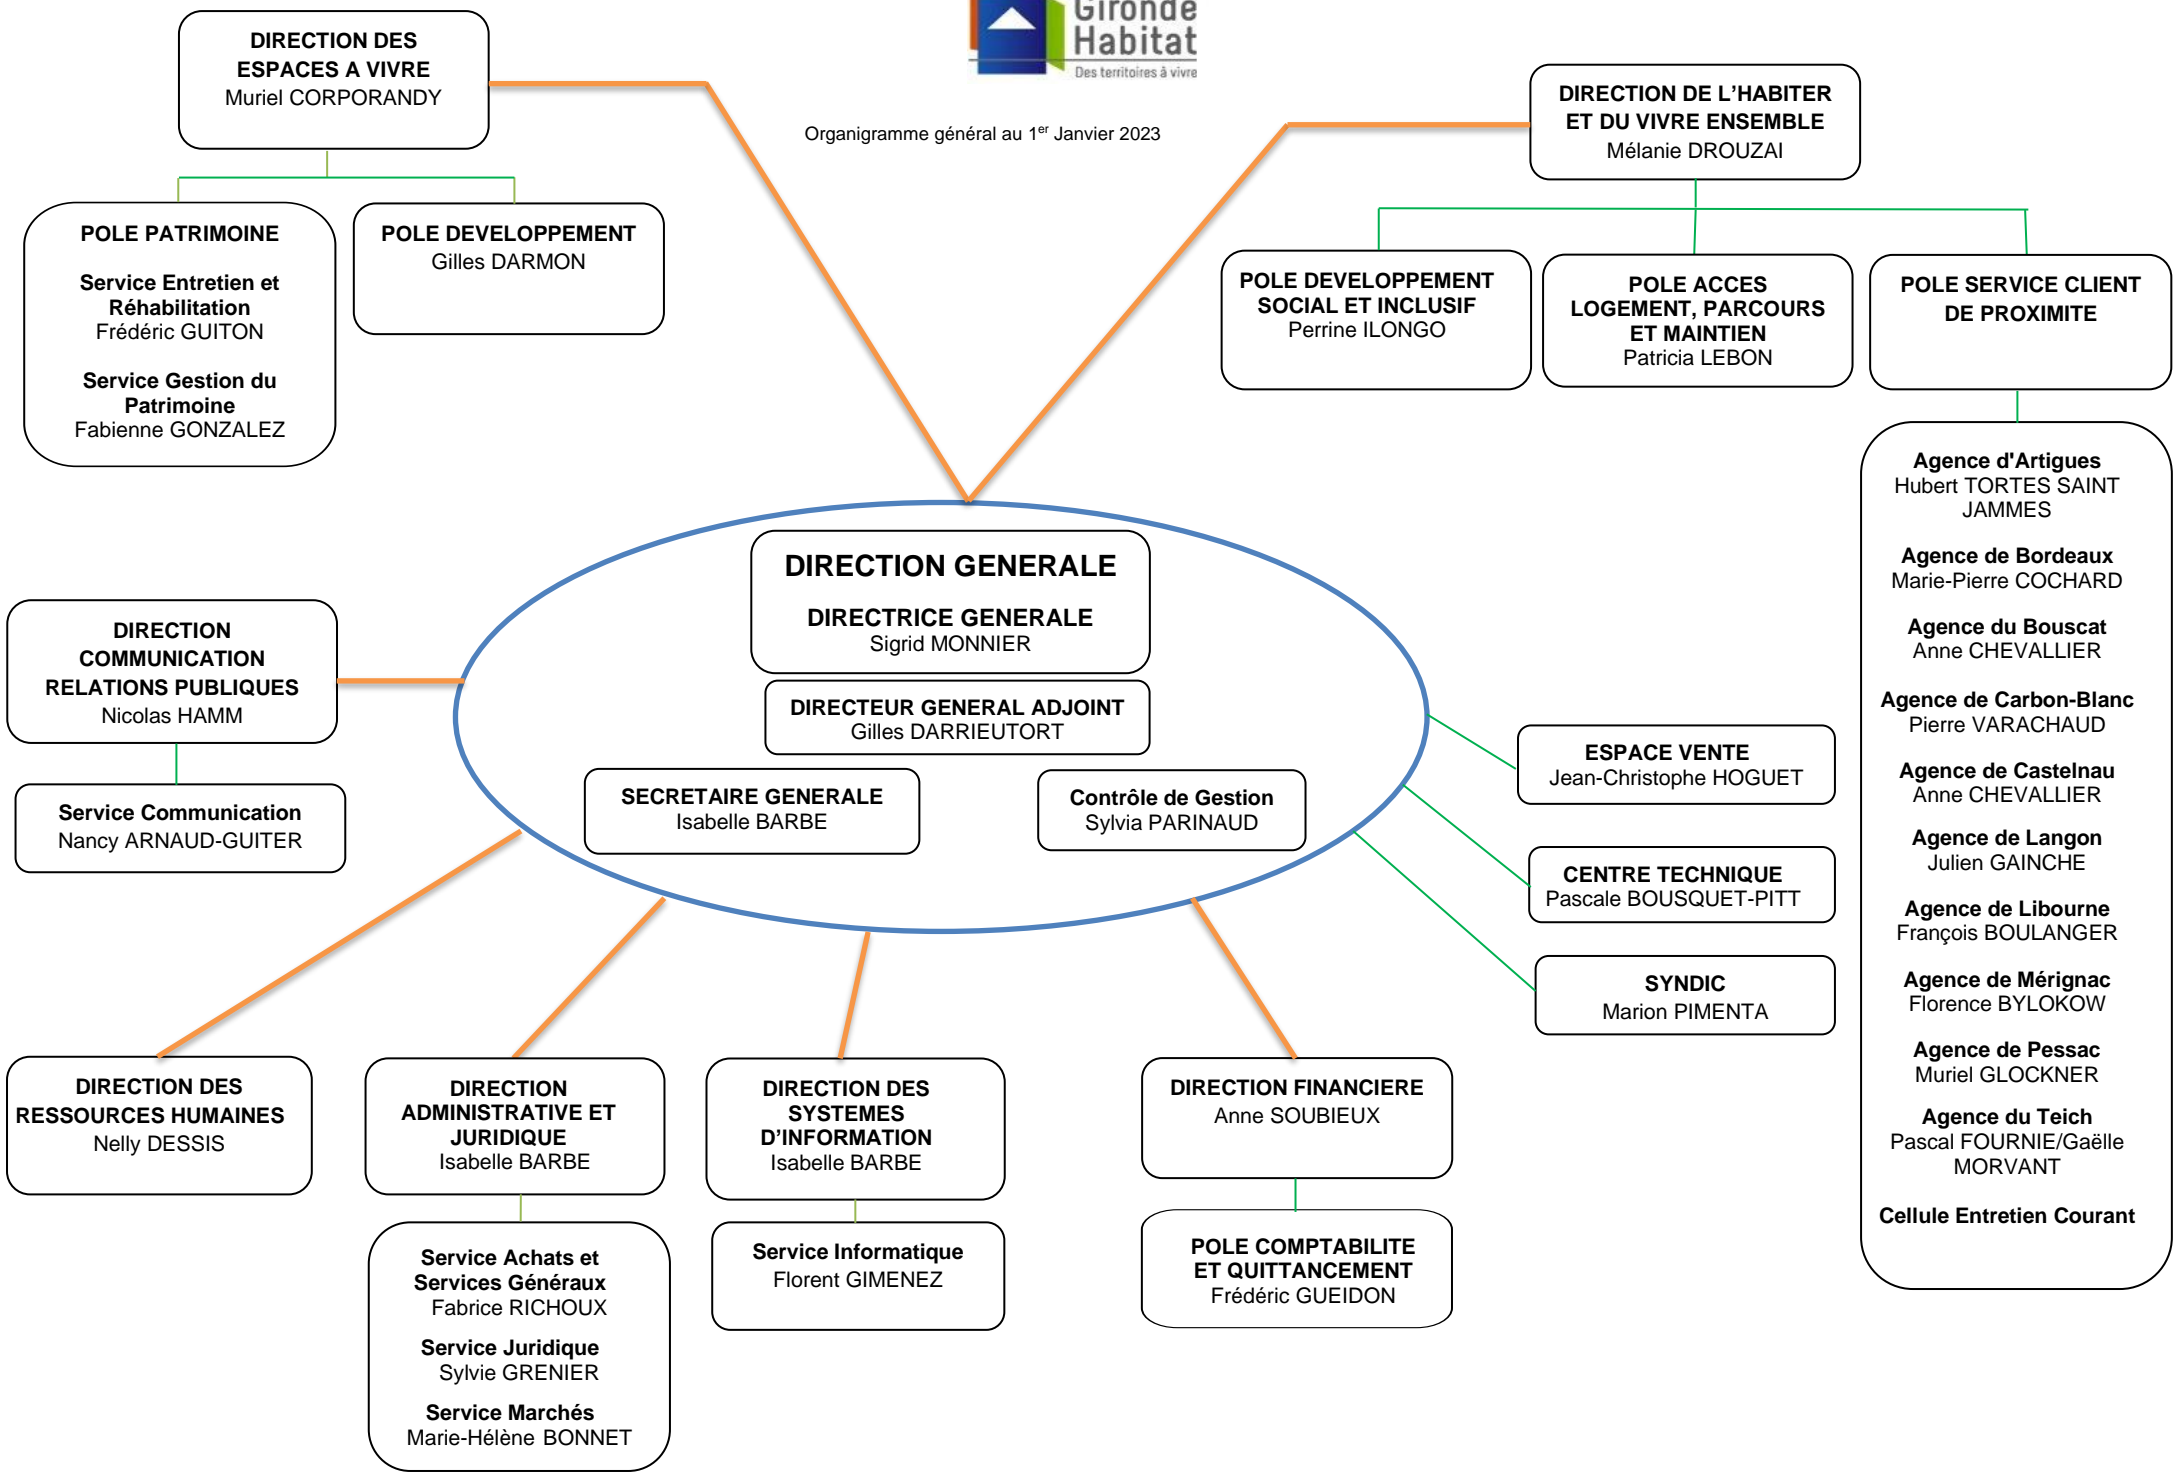 Gironde
Habitat
Des territoires à vivre
Organigramme général au 1er Janvier 2023
DIRECTION DES
ESPACES A VIVRE
Muriel CORPORANDY
POLE PATRIMOINE
Service Entretien et
Réhabilitation
Frédéric GUITON
Service Gestion du
Patrimoine
Fabienne GONZALEZ
POLE DEVELOPPEMENT
Gilles DARMON
DIRECTION DE L’HABITER
ET DU VIVRE ENSEMBLE
Mélanie DROUZAI
POLE DEVELOPPEMENT
SOCIAL ET INCLUSIF
Perrine ILONGO
POLE ACCES
LOGEMENT, PARCOURS
ET MAINTIEN
Patricia LEBON
POLE SERVICE CLIENT
DE PROXIMITE
Agence d'Artigues
Hubert TORTES SAINT
JAMMES
Agence de Bordeaux
Marie-Pierre COCHARD
Agence du Bouscat
Anne CHEVALLIER
Agence de Carbon-Blanc
Pierre VARACHAUD
Agence de Castelnau
Anne CHEVALLIER
Agence de Langon
Julien GAINCHE
Agence de Libourne
François BOULANGER
Agence de Mérignac
Florence BYLOKOW
Agence de Pessac
Muriel GLOCKNER
Agence du Teich
Pascal FOURNIE/Gaëlle
MORVANT
Cellule Entretien Courant
DIRECTION GENERALE
DIRECTRICE GENERALE
Sigrid MONNIER
DIRECTEUR GENERAL ADJOINT
Gilles DARRIEUTORT
SECRETAIRE GENERALE
Isabelle BARBE
Contrôle de Gestion
Sylvia PARINAUD
DIRECTION
COMMUNICATION
RELATIONS PUBLIQUES
Nicolas HAMM
Service Communication
Nancy ARNAUD-GUITER
ESPACE VENTE
Jean-Christophe HOGUET
CENTRE TECHNIQUE
Pascale BOUSQUET-PITT
SYNDIC
Marion PIMENTA
DIRECTION DES
RESSOURCES HUMAINES
Nelly DESSIS
DIRECTION
ADMINISTRATIVE ET
JURIDIQUE
Isabelle BARBE
Service Achats et
Services Généraux
Fabrice RICHOUX
Service Juridique
Sylvie GRENIER
Service Marchés
Marie-Hélène BONNET
DIRECTION DES
SYSTEMES
D’INFORMATION
Isabelle BARBE
Service Informatique
Florent GIMENEZ
DIRECTION FINANCIERE
Anne SOUBIEUX
POLE COMPTABILITE
ET QUITTANCEMENT
Frédéric GUEIDON